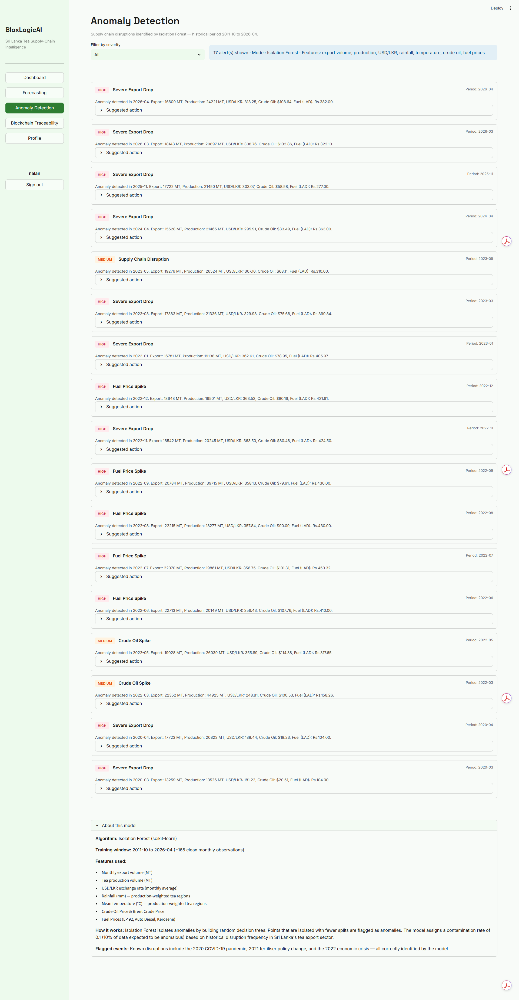 Deploy
BloxLogicAI
Sri Lanka Tea Supply-Chain
Intelligence
Dashboard
Forecasting
Anomaly Detection
Blockchain Traceability
Profile
nalan
Sign out
Anomaly Detection
Supply chain disruptions identified by Isolation Forest — historical period 2011-10 to 2026-04.
Filter by severity
All
17 alert(s) shown · Model: Isolation Forest · Features: export volume, production, USD/LKR, rainfall, temperature, crude oil, fuel prices
HIGH Severe Export Drop Period: 2026-04
Anomaly detected in 2026-04. Export: 16609 MT, Production: 24221 MT, USD/LKR: 313.25, Crude Oil: $108.64, Fuel (LAD): Rs.382.00.
Suggested action
HIGH Severe Export Drop Period: 2026-03
Anomaly detected in 2026-03. Export: 18148 MT, Production: 20897 MT, USD/LKR: 308.76, Crude Oil: $102.86, Fuel (LAD): Rs.322.10.
Suggested action
HIGH Severe Export Drop Period: 2025-11
Anomaly detected in 2025-11. Export: 17722 MT, Production: 21450 MT, USD/LKR: 303.07, Crude Oil: $58.58, Fuel (LAD): Rs.277.00.
Suggested action
HIGH Severe Export Drop Period: 2024-04
Anomaly detected in 2024-04. Export: 15528 MT, Production: 21465 MT, USD/LKR: 295.91, Crude Oil: $83.49, Fuel (LAD): Rs.363.00.
Suggested action
MEDIUM Supply Chain Disruption Period: 2023-05
Anomaly detected in 2023-05. Export: 19276 MT, Production: 26524 MT, USD/LKR: 307.10, Crude Oil: $68.11, Fuel (LAD): Rs.310.00.
Suggested action
HIGH Severe Export Drop Period: 2023-03
Anomaly detected in 2023-03. Export: 17383 MT, Production: 21336 MT, USD/LKR: 329.98, Crude Oil: $75.68, Fuel (LAD): Rs.399.84.
Suggested action
HIGH Severe Export Drop Period: 2023-01
Anomaly detected in 2023-01. Export: 16781 MT, Production: 19138 MT, USD/LKR: 362.61, Crude Oil: $78.95, Fuel (LAD): Rs.405.97.
Suggested action
HIGH Fuel Price Spike Period: 2022-12
Anomaly detected in 2022-12. Export: 18648 MT, Production: 19501 MT, USD/LKR: 363.52, Crude Oil: $80.16, Fuel (LAD): Rs.421.61.
Suggested action
HIGH Severe Export Drop Period: 2022-11
Anomaly detected in 2022-11. Export: 18542 MT, Production: 20245 MT, USD/LKR: 363.50, Crude Oil: $80.48, Fuel (LAD): Rs.424.50.
Suggested action
HIGH Fuel Price Spike Period: 2022-09
Anomaly detected in 2022-09. Export: 20784 MT, Production: 39715 MT, USD/LKR: 358.13, Crude Oil: $79.91, Fuel (LAD): Rs.430.00.
Suggested action
HIGH Fuel Price Spike Period: 2022-08
Anomaly detected in 2022-08. Export: 22215 MT, Production: 18277 MT, USD/LKR: 357.84, Crude Oil: $90.09, Fuel (LAD): Rs.430.00.
Suggested action
HIGH Fuel Price Spike Period: 2022-07
Anomaly detected in 2022-07. Export: 22070 MT, Production: 19861 MT, USD/LKR: 356.75, Crude Oil: $101.31, Fuel (LAD): Rs.450.32.
Suggested action
HIGH Fuel Price Spike Period: 2022-06
Anomaly detected in 2022-06. Export: 22713 MT, Production: 20149 MT, USD/LKR: 356.43, Crude Oil: $107.76, Fuel (LAD): Rs.410.00.
Suggested action
MEDIUM Crude Oil Spike Period: 2022-05
Anomaly detected in 2022-05. Export: 19028 MT, Production: 26039 MT, USD/LKR: 355.89, Crude Oil: $114.38, Fuel (LAD): Rs.317.65.
Suggested action
MEDIUM Crude Oil Spike Period: 2022-03
Anomaly detected in 2022-03. Export: 22352 MT, Production: 44925 MT, USD/LKR: 248.81, Crude Oil: $100.53, Fuel (LAD): Rs.158.26.
Suggested action
HIGH Severe Export Drop Period: 2020-04
Anomaly detected in 2020-04. Export: 17723 MT, Production: 20823 MT, USD/LKR: 188.44, Crude Oil: $19.23, Fuel (LAD): Rs.104.00.
Suggested action
HIGH Severe Export Drop Period: 2020-03
Anomaly detected in 2020-03. Export: 13259 MT, Production: 13526 MT, USD/LKR: 181.22, Crude Oil: $20.51, Fuel (LAD): Rs.104.00.
Suggested action
About this model
Algorithm: Isolation Forest (scikit-learn)
Training window: 2011-10 to 2026-04 (~165 clean monthly observations)
Features used:
• Monthly export volume (MT)
• Tea production volume (MT)
• USD/LKR exchange rate (monthly average)
• Rainfall (mm) — production-weighted tea regions
• Mean temperature (°C) — production-weighted tea regions
• Crude Oil Price & Brent Crude Price
• Fuel Prices (LP 92, Auto Diesel, Kerosene)
How it works: Isolation Forest isolates anomalies by building random decision trees. Points that are isolated with fewer splits are flagged as anomalies. The model assigns a contamination rate of
0.1 (10% of data expected to be anomalous) based on historical disruption frequency in Sri Lanka's tea export sector.
Flagged events: Known disruptions include the 2020 COVID-19 pandemic, 2021 fertiliser policy change, and the 2022 economic crisis — all correctly identified by the model.